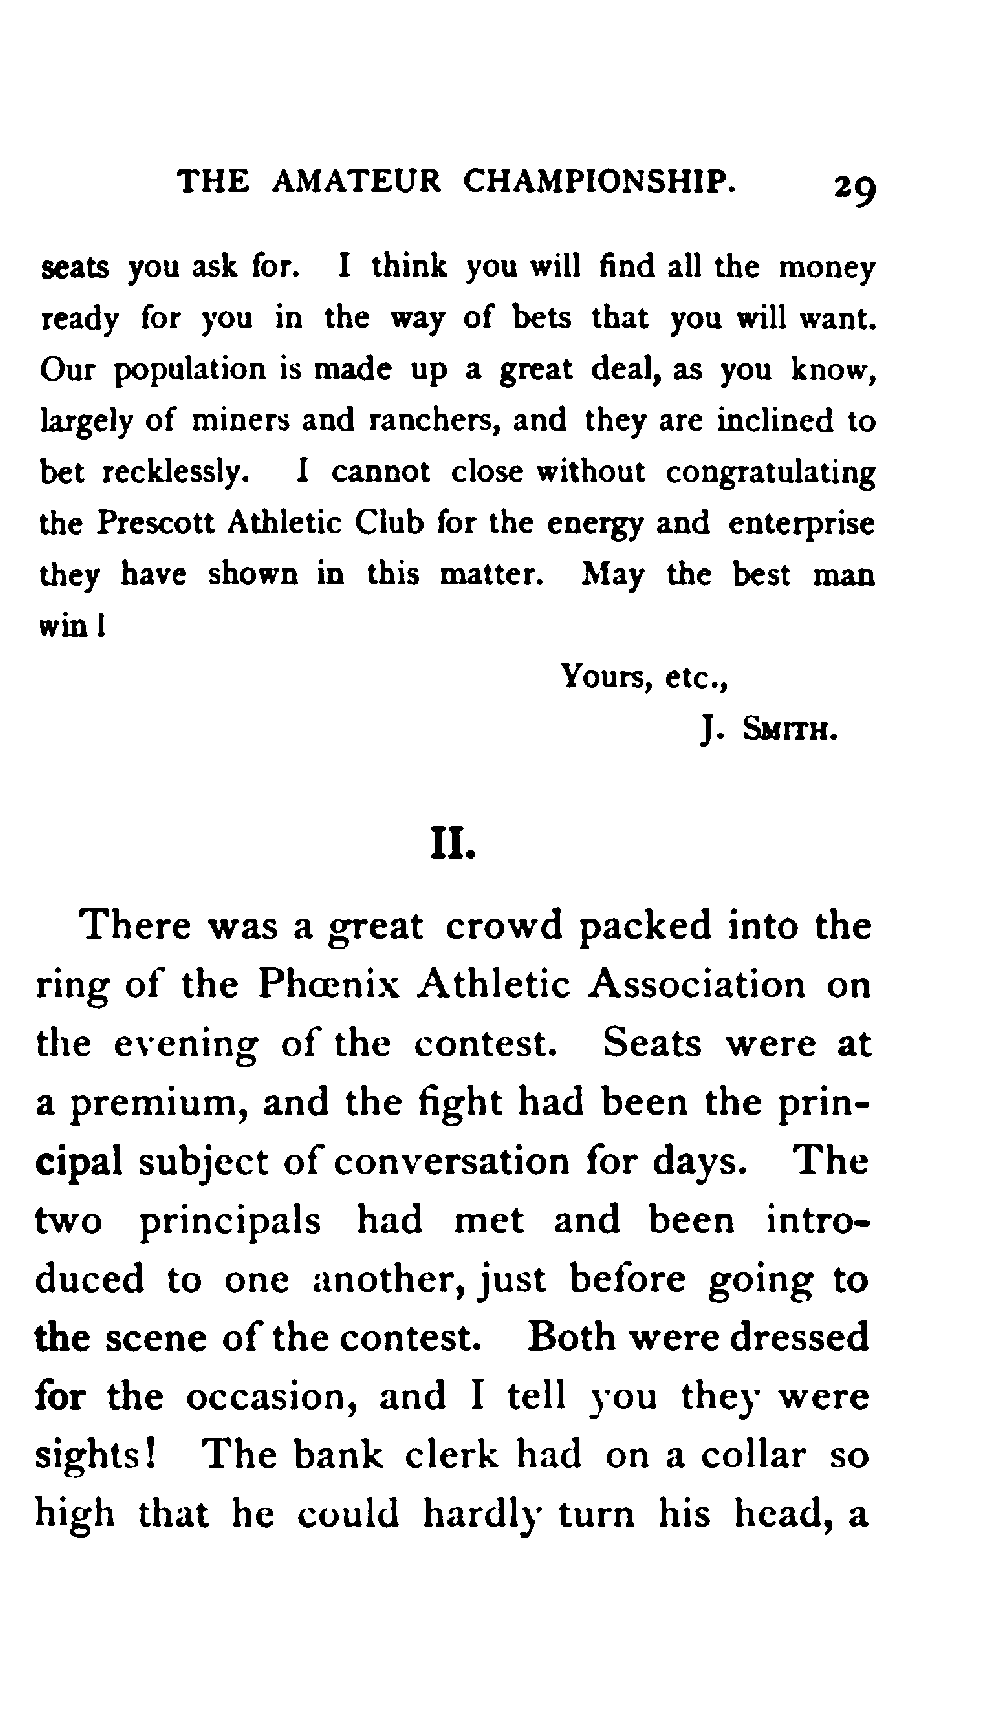 THE AMATEUR CHAMPIONSHIP. 29
seats you ask for. I think you will find all the money
ready for you in the way of bets that you will want.
Our population is made up a great deal, as you know,
largely of miners and ranchers, and they are inclined to
bet recklessly. I cannot close without congratulating
the Prescott Athletic Club for the energy and enterprise
they have shown in this matter. May the best man
win!
Yours, etc.,
J. SMITH.
II.
There was a great crowd packed into the
ring of the Phœnix Athletic Association on
the evening of the contest. Seats were at
a premium, and the fight had been the prin-
cipal subject of conversation for days. The
two principals had met and been intro-
duced to one another, just before going to
the scene of the contest. Both were dressed
for the occasion, and I tell you they were
sights! The bank clerk had on a collar so
high that he could hardly turn his head, a